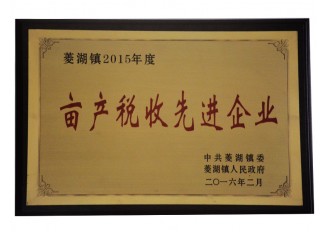 菱湖镇2015年度
亩产税收先进企业
中共菱湖镇委
菱湖镇人民政府
二〇一六年二月